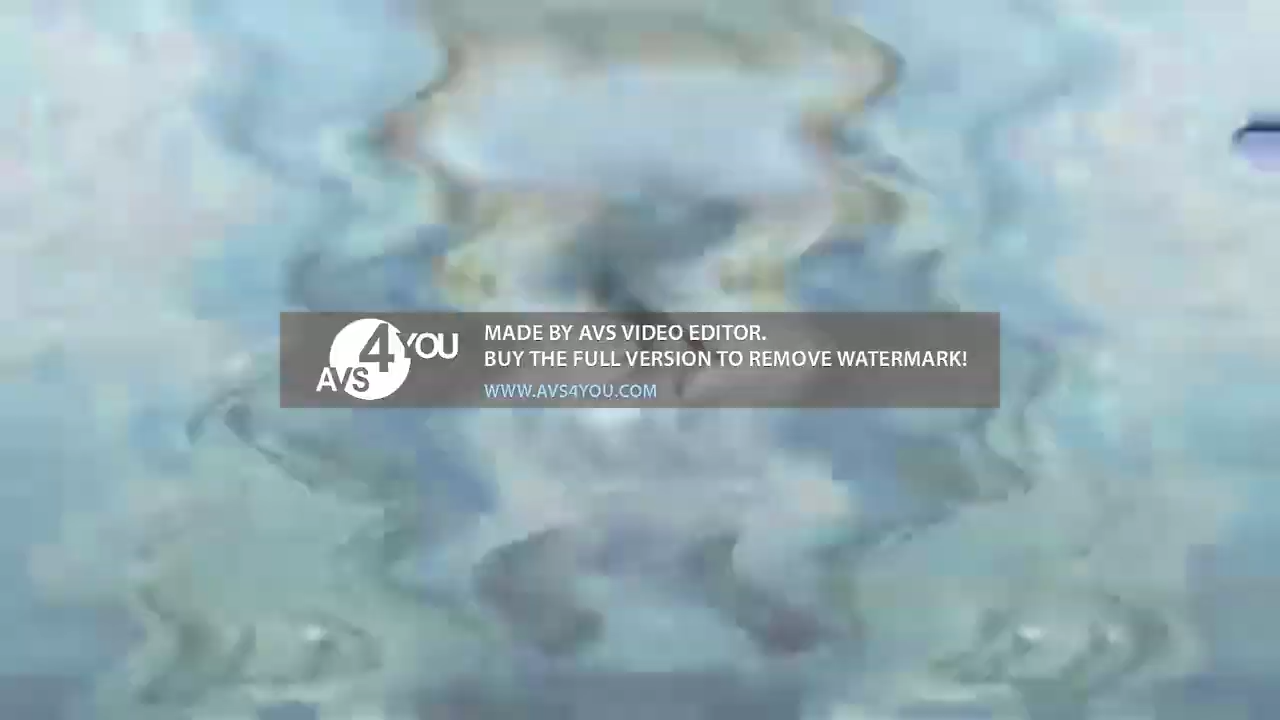 AVS4YOU
MADE BY AVS VIDEO EDITOR.
BUY THE FULL VERSION TO REMOVE WATERMARK!
WWW.AVS4YOU.COM